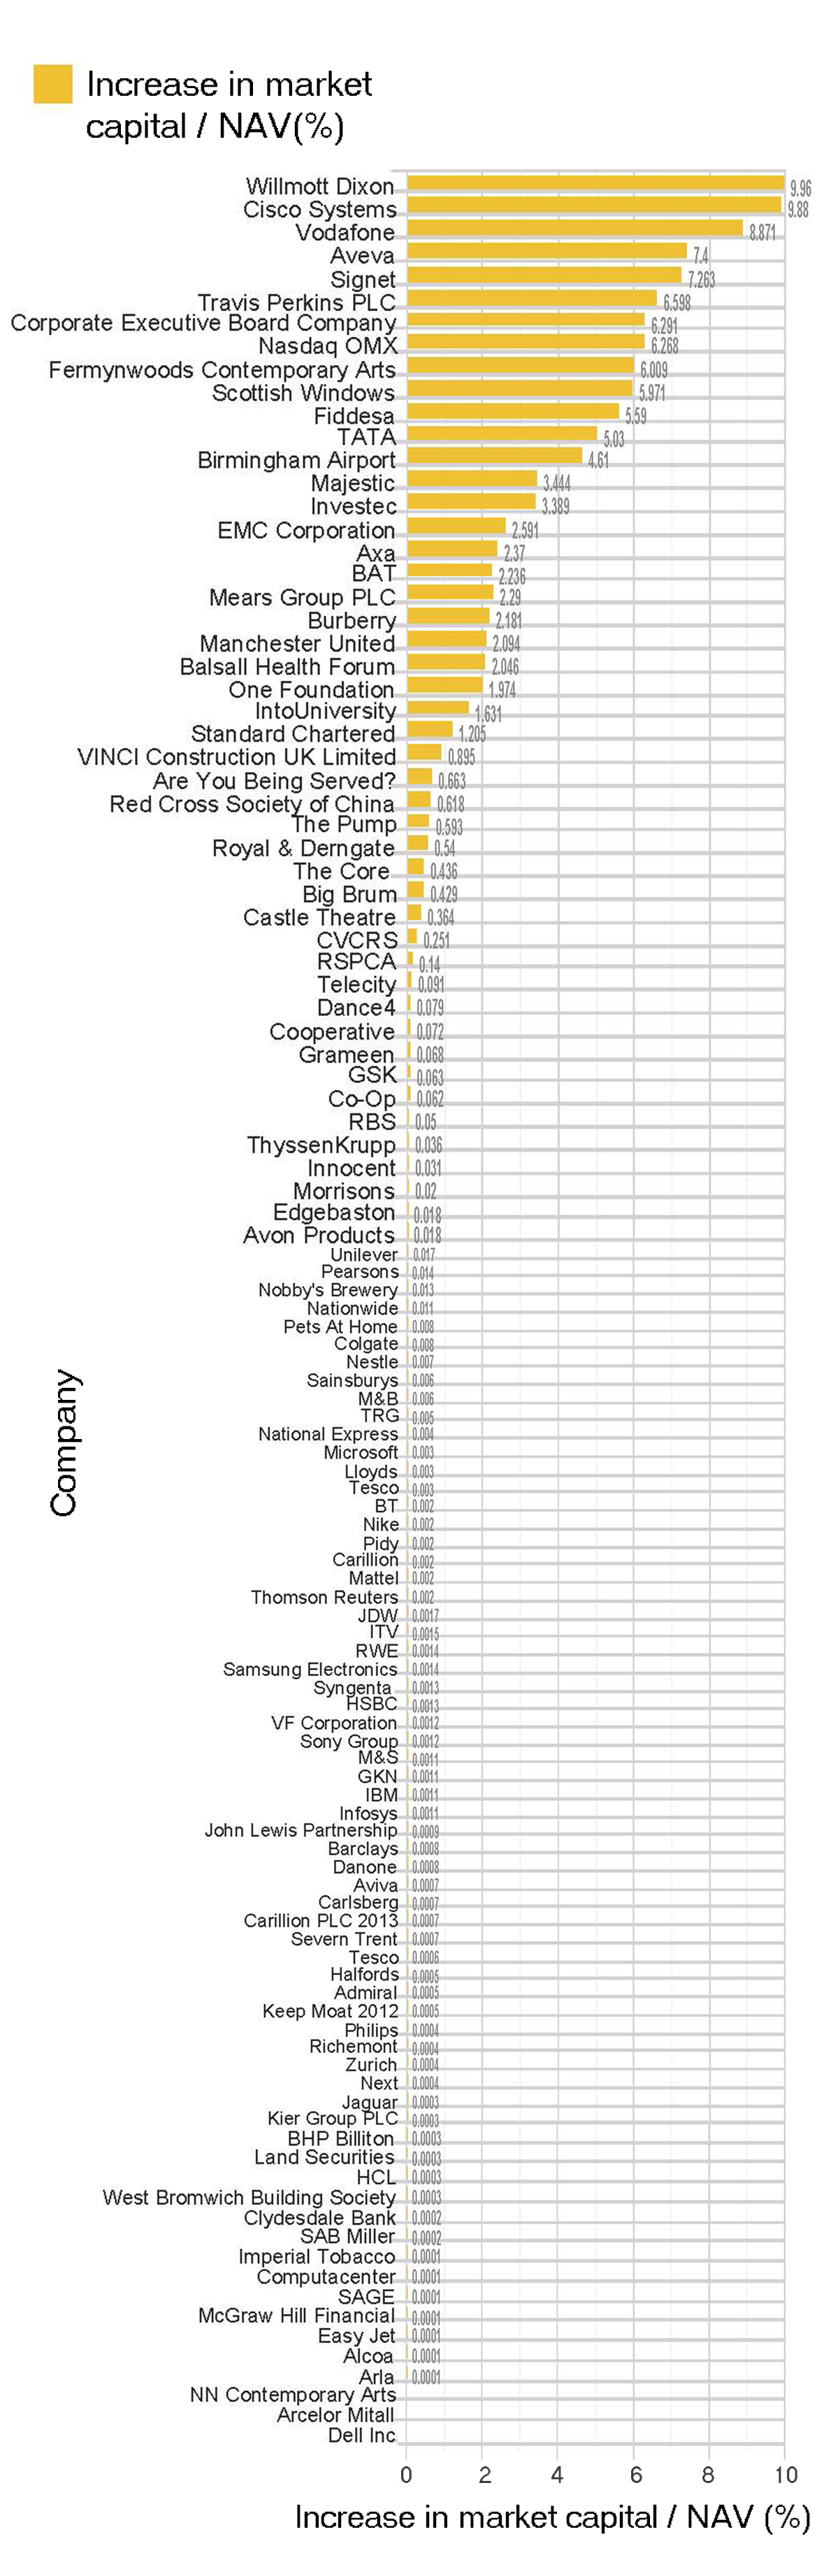 Increase in market
capital / NAV(%)
Willmott Dixon 9.96
Cisco Systems 9.88
Vodafone 8.871
Aveva 7.4
Signet 7.263
Travis Perkins PLC 6.598
Corporate Executive Board Company 6.291
Nasdaq OMX 6.268
Fermynwoods Contemporary Arts 6.009
Scottish Windows 5.971
Fiddesa 5.59
TATA 5.03
Birmingham Airport 4.61
Majestic 3.444
Investec 3.389
EMC Corporation 2.591
Axa 2.37
BAT 2.236
Mears Group PLC 2.29
Burberry 2.181
Manchester United 2.094
Balsall Health Forum 2.046
One Foundation 1.974
IntoUniversity 1.631
Standard Chartered 1.205
VINCI Construction UK Limited 0.895
Are You Being Served? 0.663
Red Cross Society of China 0.618
The Pump 0.593
Royal & Derngate 0.54
The Core 0.436
Big Brum 0.429
Castle Theatre 0.364
CVCRS 0.251
RSPCA 0.14
Telecity 0.091
Dance4 0.079
Cooperative 0.072
Grameen 0.068
GSK 0.063
Co-Op 0.062
RBS 0.05
ThyssenKrupp 0.036
Innocent 0.031
Morrisons 0.02
Edgebaston 0.018
Avon Products 0.018
Unilever 0.017
Pearsons 0.014
Nobby's Brewery 0.013
Nationwide 0.011
Pets At Home 0.008
Colgate 0.008
Nestle 0.007
Sainsburys 0.006
M&B 0.006
TRG 0.005
National Express 0.004
Microsoft 0.003
Lloyds 0.003
Tesco 0.003
BT 0.002
Nike 0.002
Pidy 0.002
Carillion 0.002
Mattel 0.002
Thomson Reuters 0.002
JDW 0.0017
ITV 0.0015
RWE 0.0014
Samsung Electronics 0.0014
Syngenta 0.0013
HSBC 0.0013
VF Corporation 0.0012
Sony Group 0.0012
M&S 0.0011
GKN 0.0011
IBM 0.0011
Infosys 0.0011
John Lewis Partnership 0.0009
Barclays 0.0008
Danone 0.0008
Aviva 0.0007
Carlsberg 0.0007
Carillion PLC 2013 0.0007
Severn Trent 0.0007
Tesco 0.0006
Halfords 0.0005
Admiral 0.0005
Keep Moat 2012 0.0005
Philips 0.0004
Richemont 0.0004
Zurich 0.0004
Next 0.0004
Jaguar 0.0003
Kier Group PLC 0.0003
BHP Billiton 0.0003
Land Securities 0.0003
HCL 0.0003
West Bromwich Building Society 0.0003
Clydesdale Bank 0.0002
SAB Miller 0.0002
Imperial Tobacco 0.0001
Computacenter 0.0001
SAGE 0.0001
McGraw Hill Financial 0.0001
Easy Jet 0.0001
Alcoa 0.0001
Arla 0.0001
NN Contemporary Arts
Arcelor Mitall
Dell Inc
Company
0 2 4 6 8 10
Increase in market capital / NAV (%)